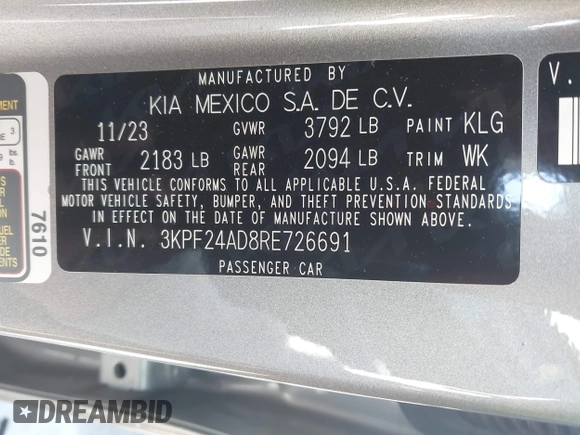 MANUFACTURED BY
KIA MEXICO S.A. DE C.V.
11/23 GVWR 3792 LB PAINT KLG
GAWR FRONT 2183 LB GAWR REAR 2094 LB TRIM WK
THIS VEHICLE CONFORMS TO ALL APPLICABLE U.S.A. FEDERAL
MOTOR VEHICLE SAFETY, BUMPER, AND THEFT PREVENTION STANDARDS
IN EFFECT ON THE DATE OF MANUFACTURE SHOWN ABOVE.
V.I.N. 3KPF24AD8RE726691
PASSENGER CAR
7610
V.
DREAMBID